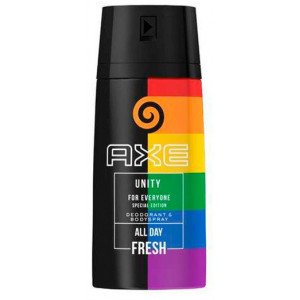 AXE
UNITY
FOR EVERYONE
SPECIAL EDITION
DEODORANT &
BODYSPRAY
ALL DAY
FRESH